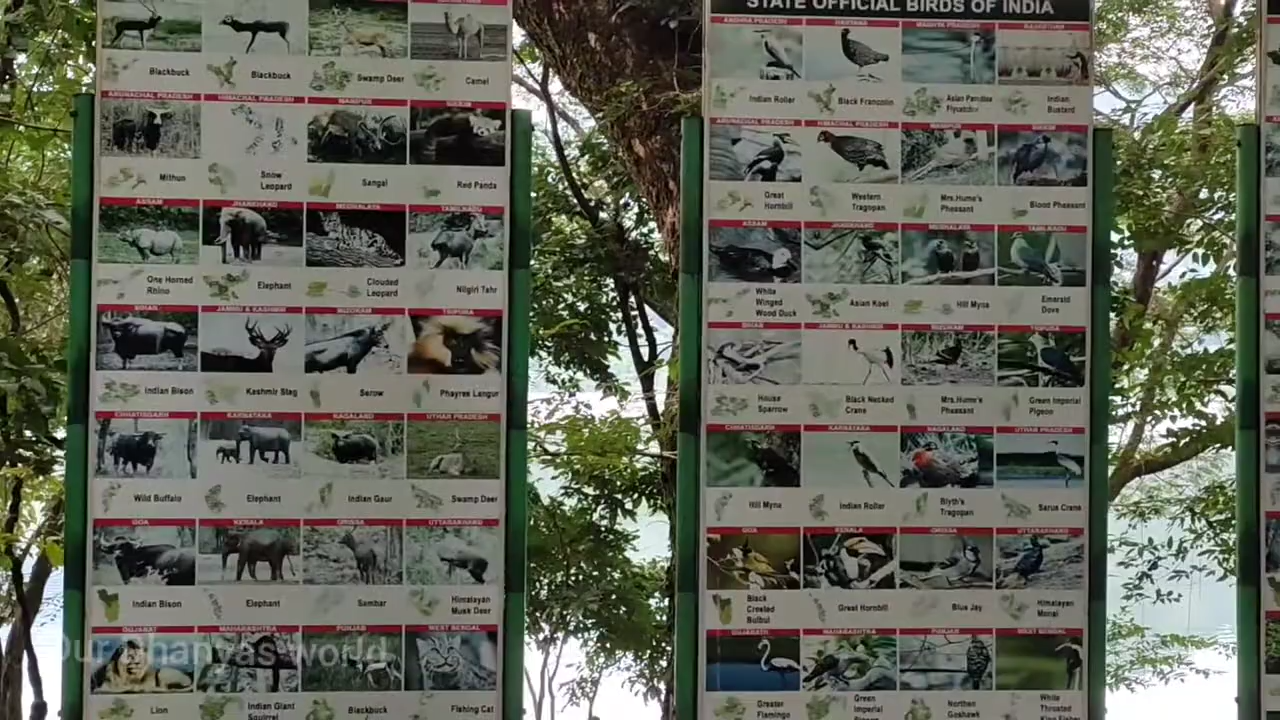 Blackbuck Blackbuck Swamp Deer Camel
ARUNACHAL PRADESH HIMACHAL PRADESH MANIPUR SIKKIM
Mithun Snow Leopard Sangai Red Panda
ASSAM JHARKHAND MEGHALAYA TAMILNADU
One Horned Rhino Elephant Clouded Leopard Nilgiri Tahr
BIHAR JAMMU & KASHMIR MIZORAM TRIPURA
Indian Bison Kashmir Stag Serow Phayres Langur
CHHATISGARH KARNATAKA NAGALAND UTHAR PRADESH
Wild Buffalo Elephant Indian Gaur Swamp Deer
GOA KERALA ORISSA UTTARAKHAND
Indian Bison Elephant Sambar Himalayan Musk Deer
GUJARAT MAHARASHTRA PUNJAB WEST BENGAL
Lion Indian Giant Squirrel Blackbuck Fishing Cat
STATE OFFICIAL BIRDS OF INDIA
ANDHRA PRADESH HARYANA MADHYA PRADESH RAJASTHAN
Indian Roller Black Francolin Asian Paradise Flycatcher Indian Bustard
ARUNACHAL PRADESH HIMACHAL PRADESH MANIPUR SIKKIM
Great Hornbill Western Tragopan Mrs.Hume's Pheasant Blood Pheasant
ASSAM JHARKHAND MEGHALAYA TAMILNADU
White Winged Wood Duck Asian Koel Hill Myna Emerald Dove
BIHAR JAMMU & KASHMIR MIZORAM TRIPURA
House Sparrow Black Necked Crane Mrs.Hume's Pheasant Green Imperial Pigeon
CHHATISGARH KARNATAKA NAGALAND UTHAR PRADESH
Hill Myna Indian Roller Blyth's Tragopan Sarus Crane
GOA KERALA ORISSA UTTARAKHAND
Black Crested Bulbul Great Hornbill Blue Jay Himalayan Monal
GUJARATH MAHARASHTRA PUNJAB WEST BENGAL
Greater Flamingo Green Imperial Pigeon Northen Goshawk White Throated King Fisher
Our dhanyas world